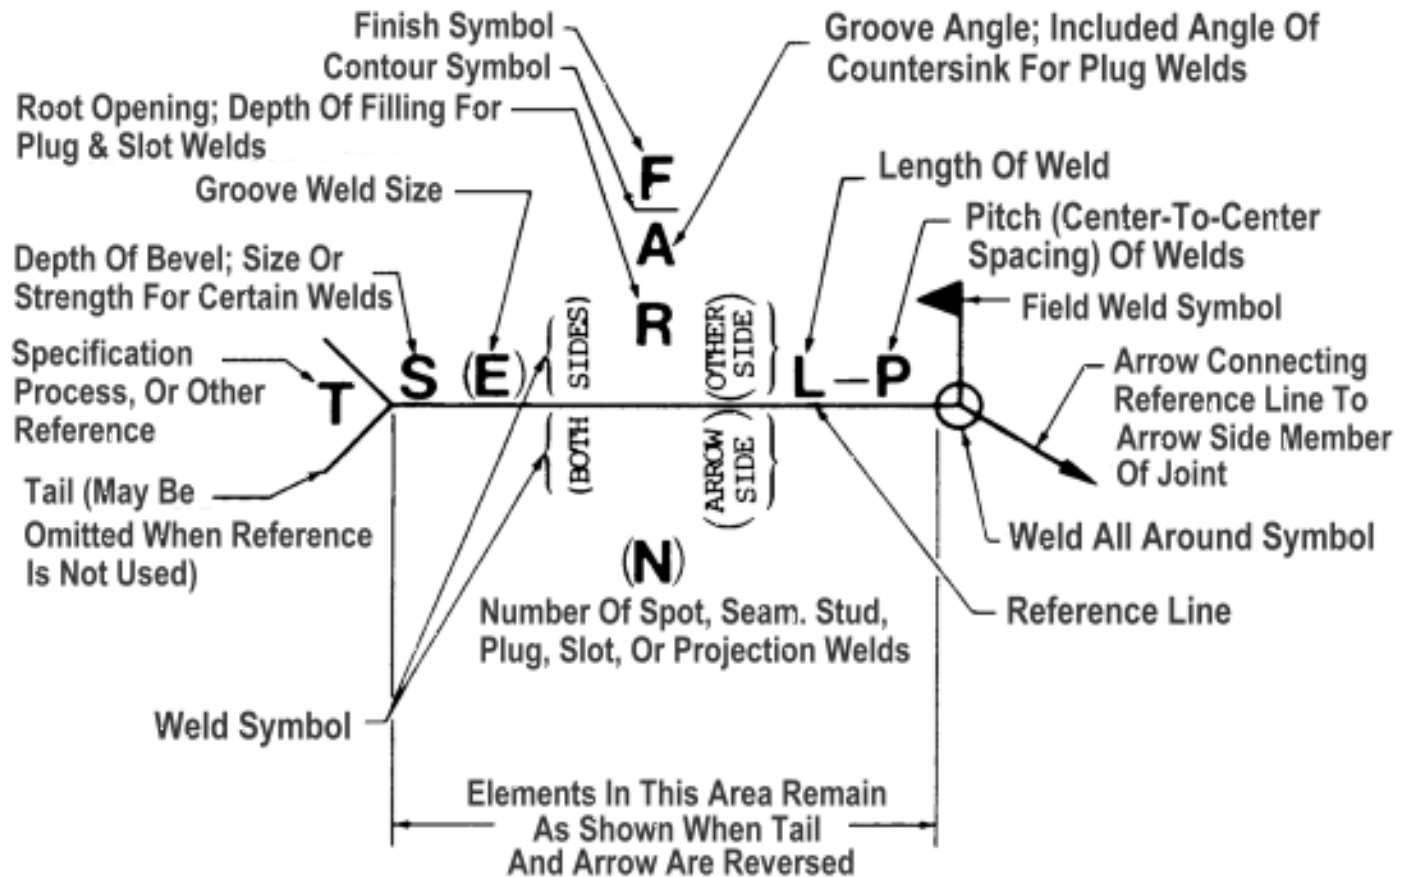 Finish Symbol
Contour Symbol
Root Opening; Depth Of Filling For
Plug & Slot Welds
Groove Weld Size
Depth Of Bevel; Size Or
Strength For Certain Welds
Specification
Process, Or Other
Reference
Tail (May Be
Omitted When Reference
Is Not Used)
Weld Symbol
Groove Angle; Included Angle Of
Countersink For Plug Welds
Length Of Weld
Pitch (Center-To-Center
Spacing) Of Welds
Field Weld Symbol
Arrow Connecting
Reference Line To
Arrow Side Member
Of Joint
Weld All Around Symbol
Reference Line
F
A
R
T
S
(E)
(BOTH SIDES)
(OTHER
SIDE)
(ARROW
SIDE)
L – P
(N)
Number Of Spot, Seam. Stud,
Plug, Slot, Or Projection Welds
Elements In This Area Remain
As Shown When Tail
And Arrow Are Reversed